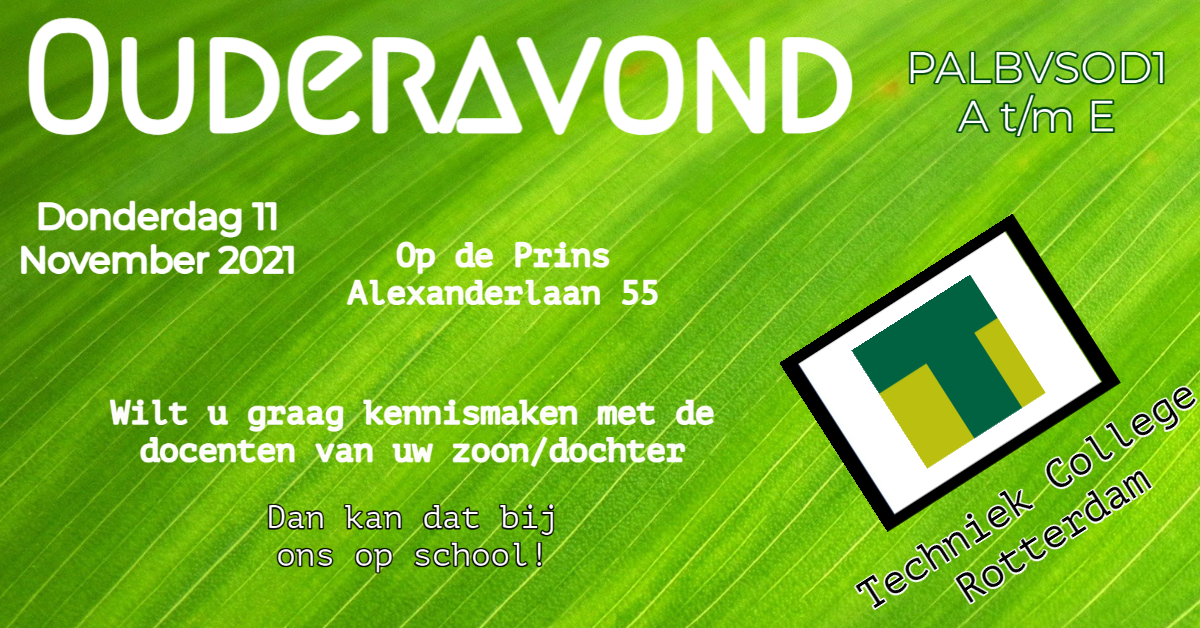 OUDERAVOND
PALBVSOD1
A t/m E
Donderdag 11
November 2021
Op de Prins
Alexanderlaan 55
Wilt u graag kennismaken met de
docenten van uw zoon/dochter
Dan kan dat bij
ons op school!
Techniek College
Rotterdam